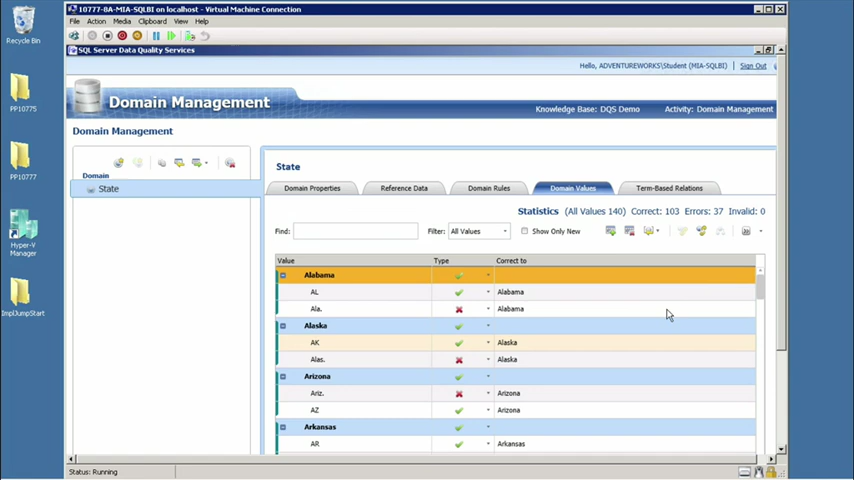 10777-8A-MIA-SQLBI on localhost - Virtual Machine Connection
File Action Media Clipboard View Help
SQL Server Data Quality Services
Hello, ADVENTUREWORKS\Student (MIA-SQLBI) Sign Out
Domain Management
Knowledge Base: DQS Demo Activity: Domain Management
Domain Management
Domain
State
State
Domain Properties Reference Data Domain Rules Domain Values Term-Based Relations
Statistics (All Values 140) Correct: 103 Errors: 37 Invalid: 0
Find: Filter: All Values Show Only New
Value Type Correct to
Alabama
AL Alabama
Ala. Alabama
Alaska
AK Alaska
Alas. Alaska
Arizona
Ariz. Arizona
AZ Arizona
Arkansas
AR Arkansas
Status: Running
Recycle Bin
PP10775
PP10777
Hyper-V
Manager
ImplJumpStart